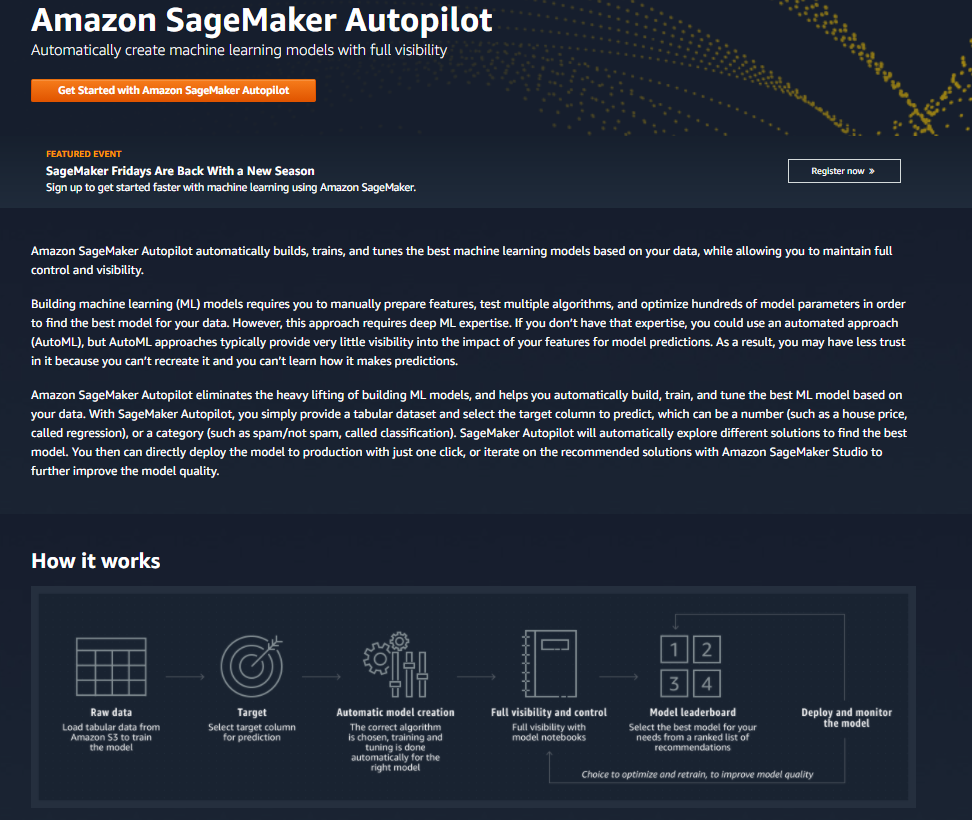 Amazon SageMaker Autopilot
Automatically create machine learning models with full visibility
Get Started with Amazon SageMaker Autopilot
FEATURED EVENT
SageMaker Fridays Are Back With a New Season
Sign up to get started faster with machine learning using Amazon SageMaker.
Register now »
Amazon SageMaker Autopilot automatically builds, trains, and tunes the best machine learning models based on your data, while allowing you to maintain full
control and visibility.
Building machine learning (ML) models requires you to manually prepare features, test multiple algorithms, and optimize hundreds of model parameters in order
to find the best model for your data. However, this approach requires deep ML expertise. If you don't have that expertise, you could use an automated approach
(AutoML), but AutoML approaches typically provide very little visibility into the impact of your features for model predictions. As a result, you may have less trust
in it because you can't recreate it and you can't learn how it makes predictions.
Amazon SageMaker Autopilot eliminates the heavy lifting of building ML models, and helps you automatically build, train, and tune the best ML model based on
your data. With SageMaker Autopilot, you simply provide a tabular dataset and select the target column to predict, which can be a number (such as a house price,
called regression), or a category (such as spam/not spam, called classification). SageMaker Autopilot will automatically explore different solutions to find the best
model. You then can directly deploy the model to production with just one click, or iterate on the recommended solutions with Amazon SageMaker Studio to
further improve the model quality.
How it works
Raw data
Load tabular data from
Amazon S3 to train
the model
Target
Select target column
for prediction
Automatic model creation
The correct algorithm
is chosen, training and
tuning is done
automatically for the
right model
Full visibility and control
Full visibility with
model notebooks
1 2
3 4
Model leaderboard
Select the best model for your
needs from a ranked list of
recommendations
Deploy and monitor
the model
Choice to optimize and retrain, to improve model quality